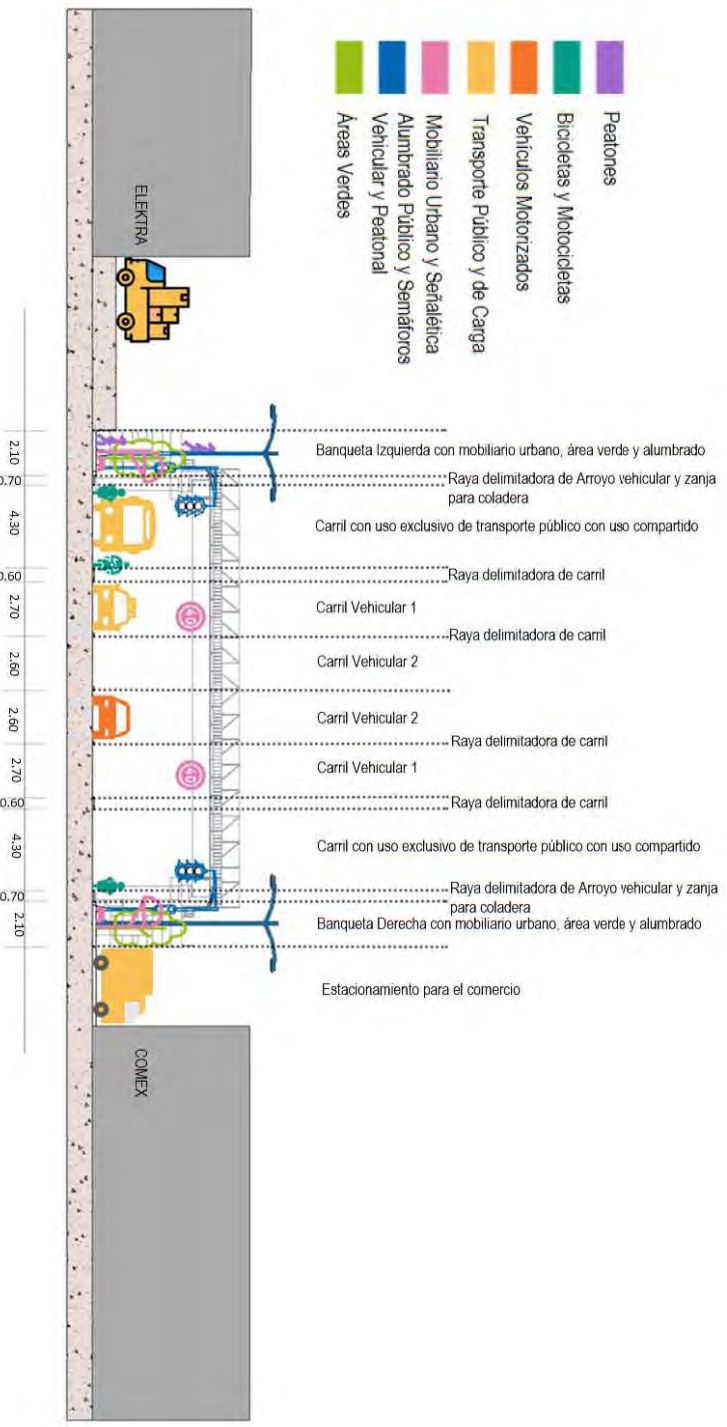 Peatones
Bicicletas y Motocicletas
Vehículos Motorizados
Transporte Público y de Carga
Mobiliario Urbano y Señalética
Alumbrado Público y Semáforos
Vehicular y Peatonal
Áreas Verdes
ELEKTRA
Banqueta Izquierda con mobiliario urbano, área verde y alumbrado
Raya delimitadora de Arroyo vehicular y zanja
para coladera
Carril con uso exclusivo de transporte público con uso compartido
Raya delimitadora de carril
Carril Vehicular 1
Raya delimitadora de carril
Carril Vehicular 2
Carril Vehicular 2
Raya delimitadora de carril
Carril Vehicular 1
Raya delimitadora de carril
Carril con uso exclusivo de transporte público con uso compartido
Raya delimitadora de Arroyo vehicular y zanja
para coladera
Banqueta Derecha con mobiliario urbano, área verde y alumbrado
Estacionamiento para el comercio
COMEX
2.10
0.70
4.30
0.60
2.70
2.60
2.60
2.70
0.60
4.30
0.70
2.10